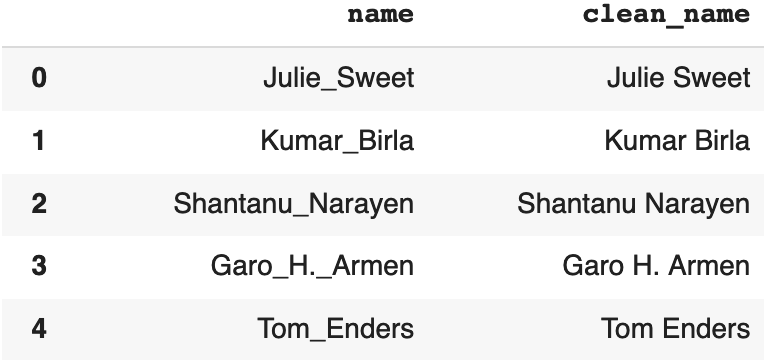 name clean_name
0 Julie_Sweet Julie Sweet
1 Kumar_Birla Kumar Birla
2 Shantanu_Narayen Shantanu Narayen
3 Garo_H._Armen Garo H. Armen
4 Tom_Enders Tom Enders